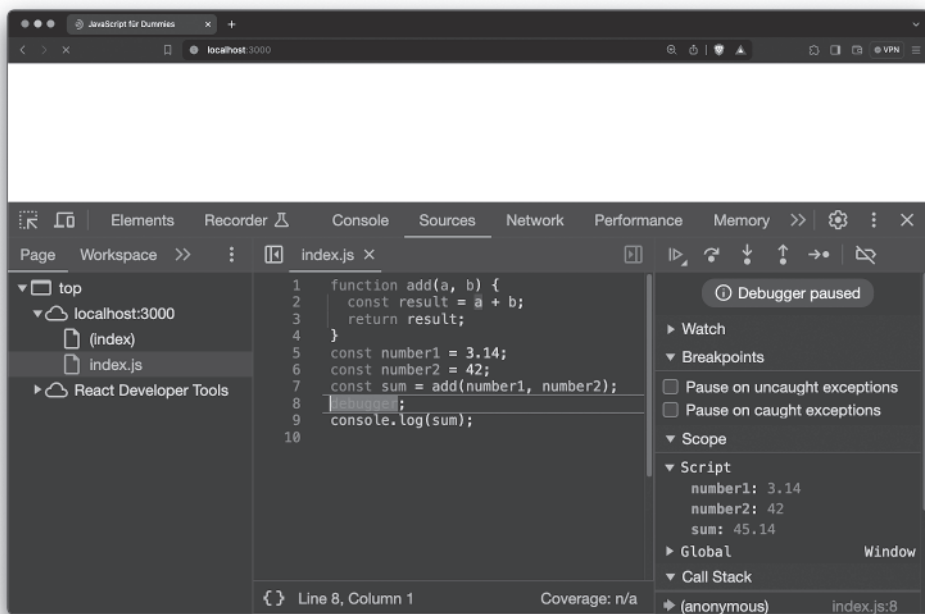 JavaScript für Dummies
localhost:3000
VPN
Elements Recorder Console Sources Network Performance Memory
Page Workspace
index.js
top
localhost:3000
(index)
index.js
React Developer Tools
1 function add(a, b) {
2 const result = a + b;
3 return result;
4 }
5 const number1 = 3.14;
6 const number2 = 42;
7 const sum = add(number1, number2);
8 debugger;
9 console.log(sum);
10
{} Line 8, Column 1 Coverage: n/a
Debugger paused
Watch
Breakpoints
Pause on uncaught exceptions
Pause on caught exceptions
Scope
Script
number1: 3.14
number2: 42
sum: 45.14
Global Window
Call Stack
(anonymous) index.js:8